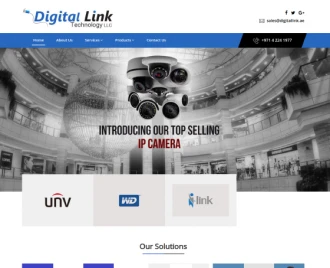 Digital Link
Technology LLC
sales@digitallink.ae
Home
About Us
Services
Products
Contact Us
+971 4 224 1977
INTRODUCING OUR TOP SELLING
IP CAMERA
unv
WD
i-link
Our Solutions